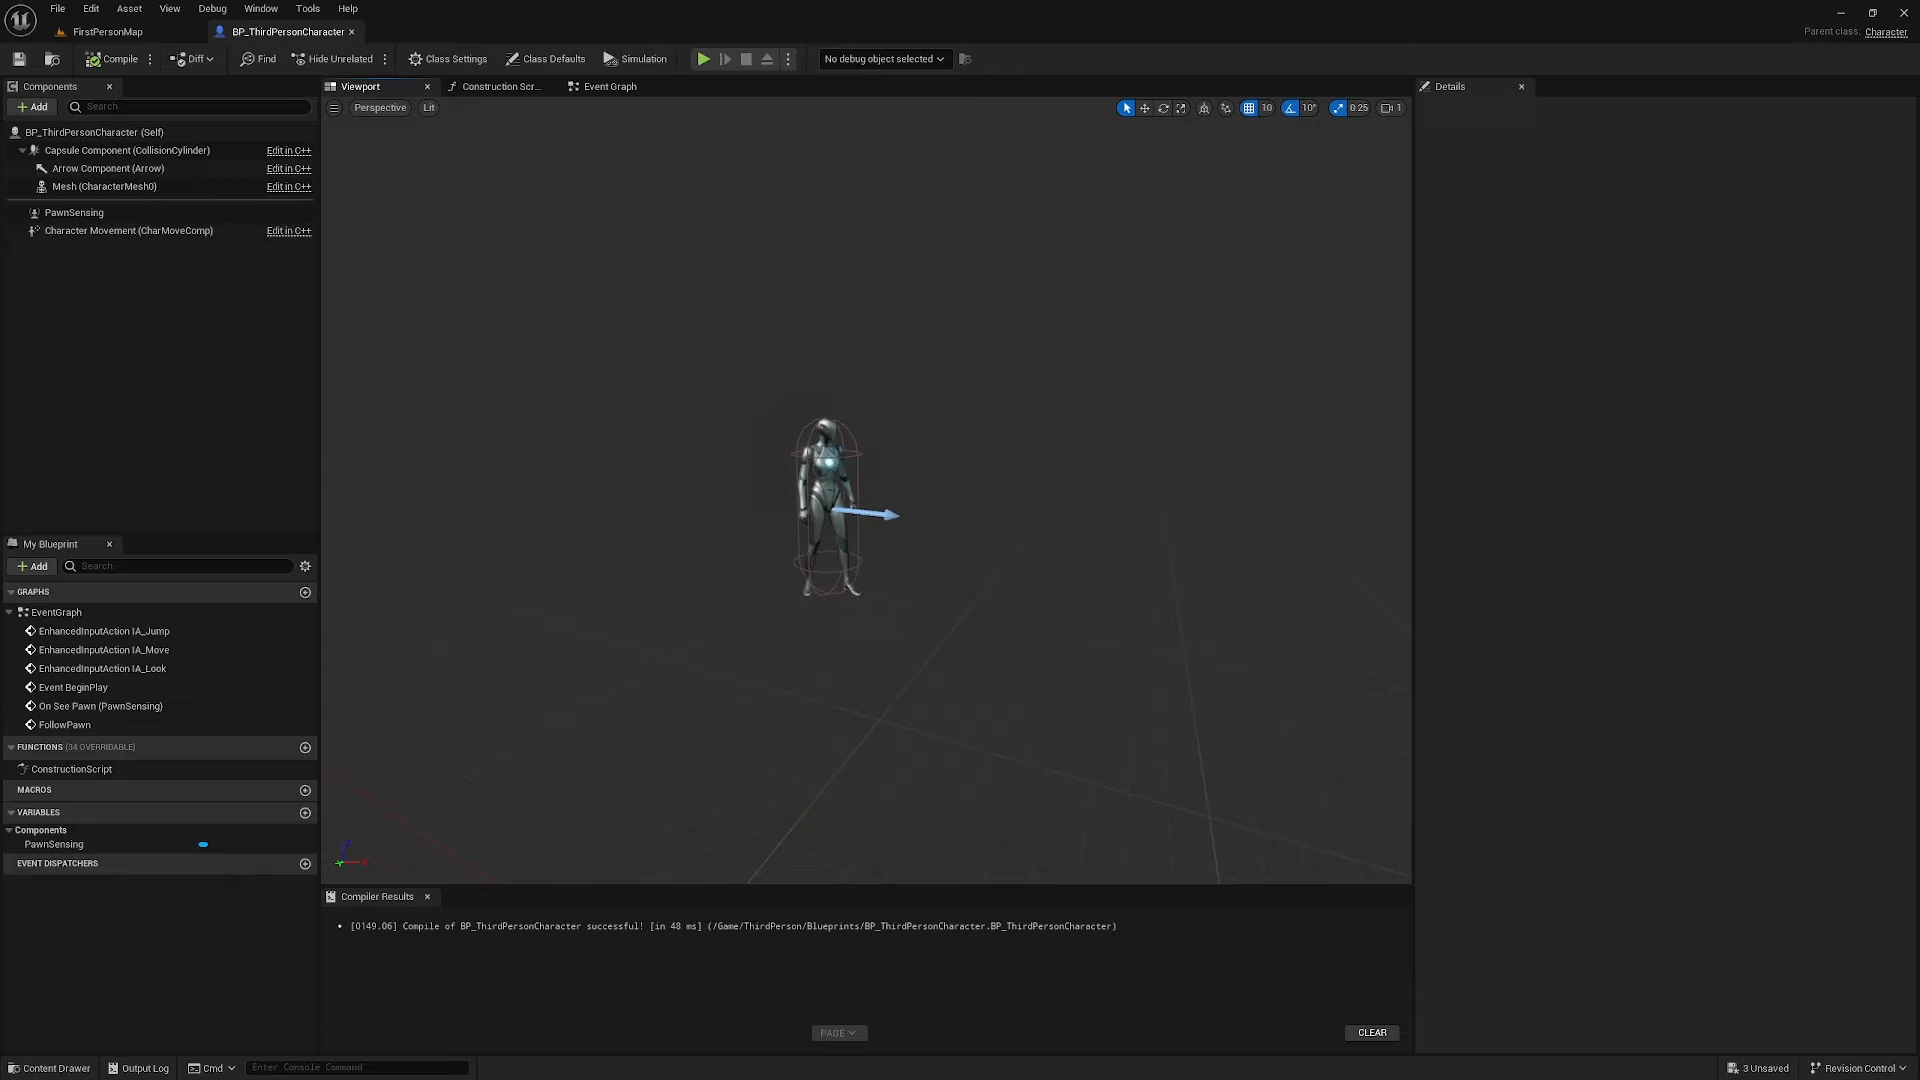 File Edit Asset View Debug Window Tools Help
FirstPersonMap
BP_ThirdPersonCharacter
Parent class: Character
Compile
Diff
Find
Hide Unrelated
Class Settings
Class Defaults
Simulation
No debug object selected
Components
Viewport
Construction Scr...
Event Graph
Details
Add
Search
Perspective
Lit
10
10°
0.25
1
BP_ThirdPersonCharacter (Self)
Capsule Component (CollisionCylinder) Edit in C++
Arrow Component (Arrow) Edit in C++
Mesh (CharacterMesh0) Edit in C++
PawnSensing
Character Movement (CharMoveComp) Edit in C++
My Blueprint
Add
Search
GRAPHS
EventGraph
EnhancedInputAction IA_Jump
EnhancedInputAction IA_Move
EnhancedInputAction IA_Look
Event BeginPlay
On See Pawn (PawnSensing)
FollowPawn
FUNCTIONS (34 OVERRIDABLE)
ConstructionScript
MACROS
VARIABLES
Components
PawnSensing
EVENT DISPATCHERS
Z
Y
X
Compiler Results
[0149.06] Compile of BP_ThirdPersonCharacter successful! [in 48 ms] (/Game/ThirdPerson/Blueprints/BP_ThirdPersonCharacter.BP_ThirdPersonCharacter)
PAGE
CLEAR
Content Drawer
Output Log
Cmd
Enter Console Command
3 Unsaved
Revision Control